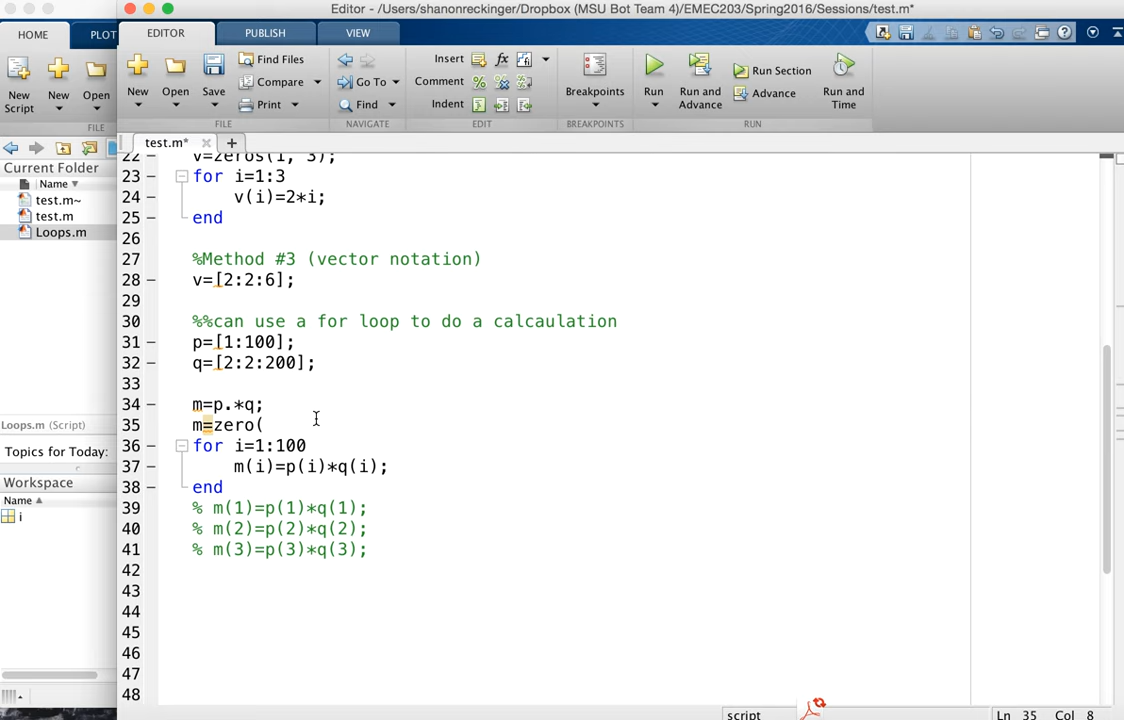 Editor - /Users/shanonreckinger/Dropbox (MSU Bot Team 4)/EMEC203/Spring2016/Sessions/test.m*
HOME PLOT
EDITOR PUBLISH VIEW
New Script
New
Open
FILE
New
Open
Save
Find Files
Compare
Print
FILE
Go To
Find
NAVIGATE
Insert fx
Comment
Indent
EDIT
Breakpoints
BREAKPOINTS
Run
Run and Advance
Run Section
Advance
Run and Time
RUN
Current Folder
Name
test.m~
test.m
Loops.m
Loops.m (Script)
Topics for Today:
Workspace
Name
i
test.m*
22 v=zeros(1, 3);
23 for i=1:3
24 v(i)=2*i;
25 end
26
27 %Method #3 (vector notation)
28 v=[2:2:6];
29
30 %%can use a for loop to do a calcaulation
31 p=[1:100];
32 q=[2:2:200];
33
34 m=p.*q;
35 m=zero(
36 for i=1:100
37 m(i)=p(i)*q(i);
38 end
39 % m(1)=p(1)*q(1);
40 % m(2)=p(2)*q(2);
41 % m(3)=p(3)*q(3);
42
43
44
45
46
47
48
script Ln 35 Col 8